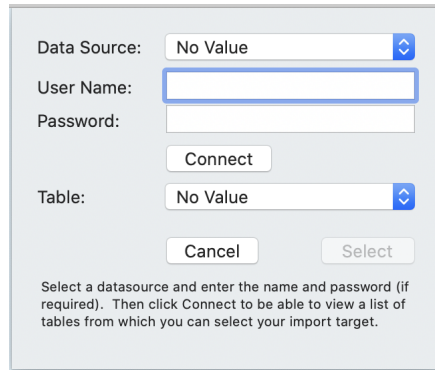 Data Source: No Value
User Name:
Password:
Connect
Table: No Value
Cancel Select
Select a datasource and enter the name and password (if
required). Then click Connect to be able to view a list of
tables from which you can select your import target.